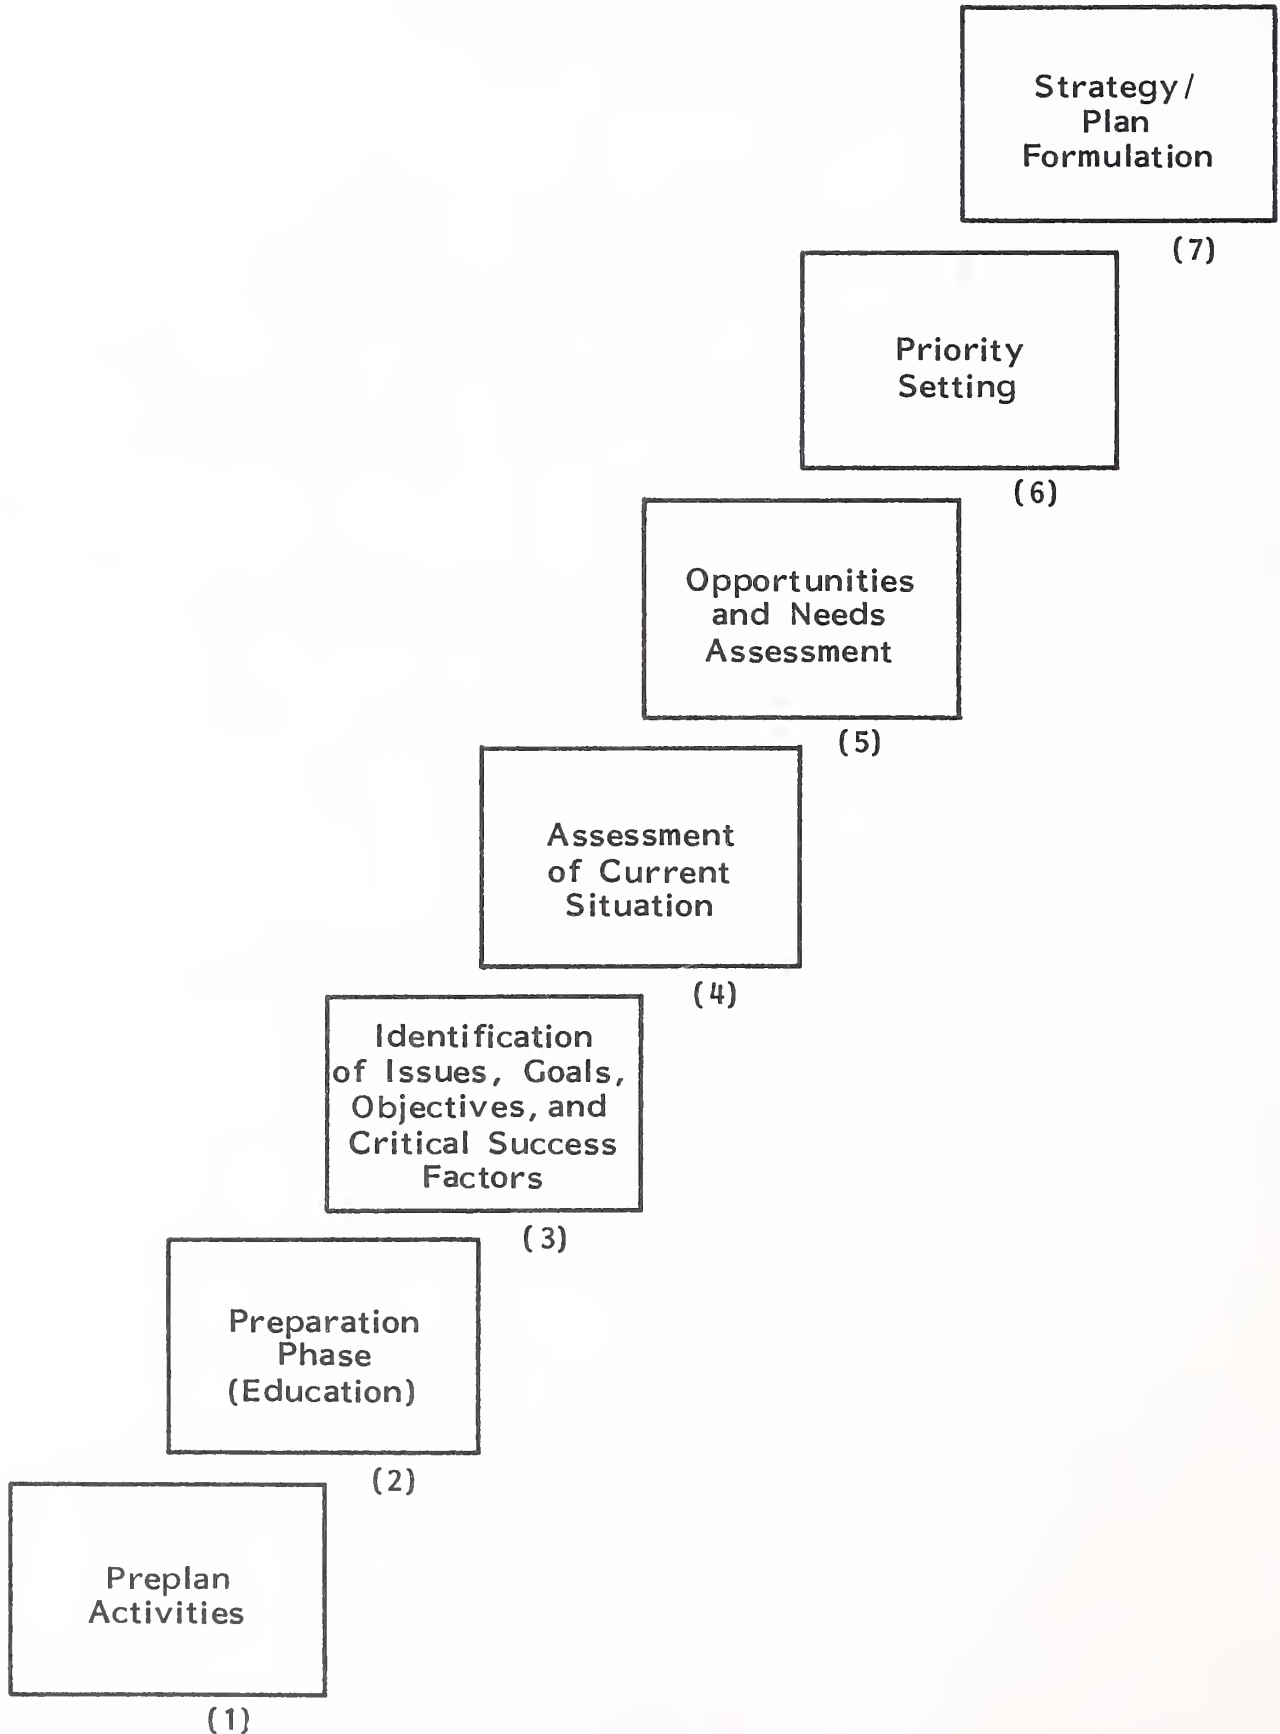 Strategy/
Plan
Formulation
(7)
Priority
Setting
(6)
Opportunities
and Needs
Assessment
(5)
Assessment
of Current
Situation
(4)
Identification
of Issues, Goals,
Objectives, and
Critical Success
Factors
(3)
Preparation
Phase
(Education)
(2)
Preplan
Activities
(1)